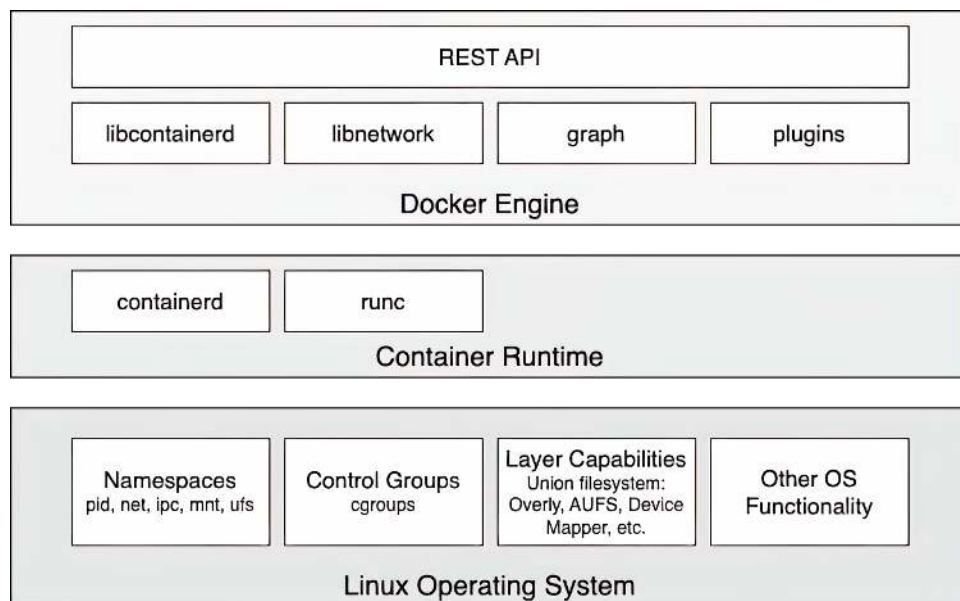 REST API
libcontainerd
libnetwork
graph
plugins
Docker Engine
containerd
runc
Container Runtime
Namespaces
pid, net, ipc, mnt, ufs
Control Groups
cgroups
Layer Capabilities
Union filesystem:
Overly, AUFS, Device
Mapper, etc.
Other OS
Functionality
Linux Operating System